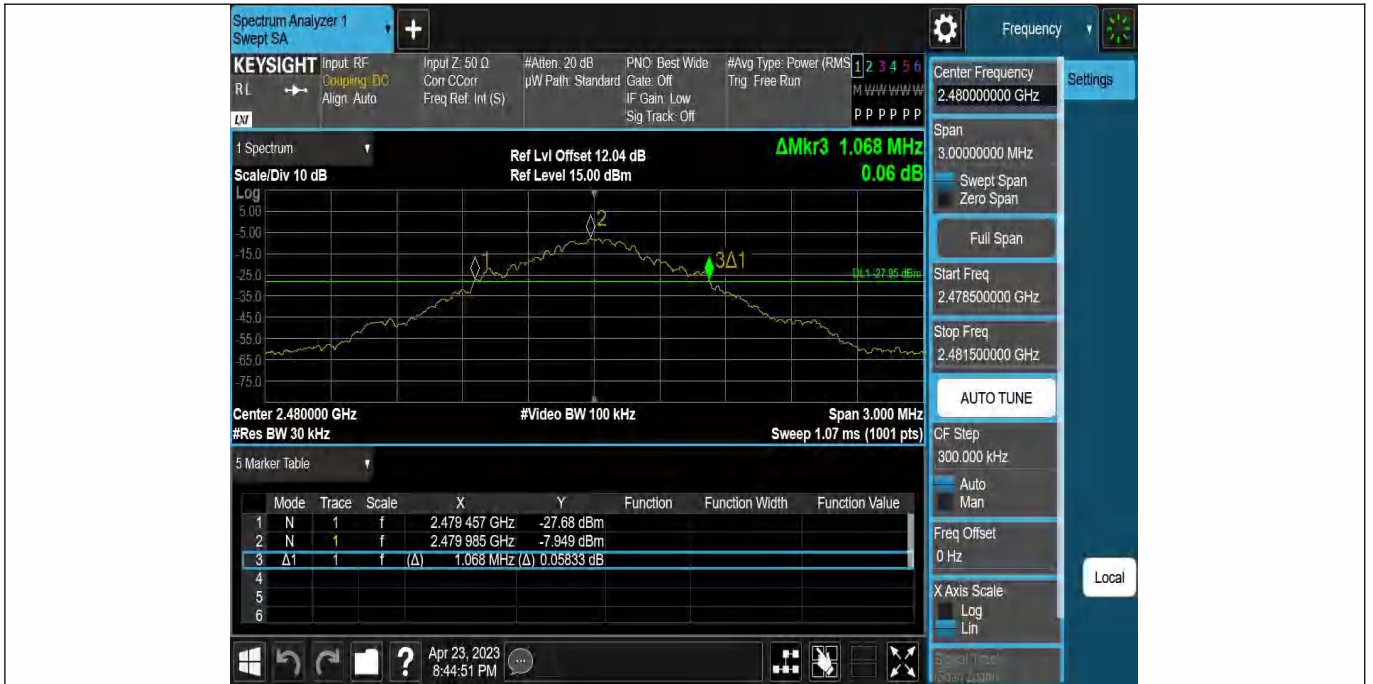 Spectrum Analyzer 1
Swept SA
Frequency
KEYSIGHT
R L
LXI
Input: RF
Coupling: DC
Align: Auto
Input Z: 50 Ω
Corr CCorr
Freq Ref: Int (S)
#Atten: 20 dB
µW Path: Standard
PNO: Best Wide
Gate: Off
IF Gain: Low
Sig Track: Off
#Avg Type: Power (RMS
Trig: Free Run
1 2 3 4 5 6
M W W W W W
P P P P P P
1 Spectrum
Scale/Div 10 dB
Ref Lvl Offset 12.04 dB
Ref Level 15.00 dBm
ΔMkr3 1.068 MHz
0.06 dB
Log
5.00
-5.00
-15.0
-25.0
-35.0
-45.0
-55.0
-65.0
-75.0
1
2
3Δ1
DL1 -27.95 dBm
Center 2.480000 GHz
#Video BW 100 kHz
Span 3.000 MHz
#Res BW 30 kHz
Sweep 1.07 ms (1001 pts)
5 Marker Table
Mode Trace Scale X Y Function Function Width Function Value
1 N 1 f 2.479 457 GHz -27.68 dBm
2 N 1 f 2.479 985 GHz -7.949 dBm
3 Δ1 1 f (Δ) 1.068 MHz (Δ) 0.05833 dB
4
5
6
Apr 23, 2023
8:44:51 PM
Center Frequency
2.480000000 GHz
Settings
Span
3.00000000 MHz
Swept Span
Zero Span
Full Span
Start Freq
2.478500000 GHz
Stop Freq
2.481500000 GHz
AUTO TUNE
CF Step
300.000 kHz
Auto
Man
Freq Offset
0 Hz
X Axis Scale
Log
Lin
Signal Track
(Span Zoom)
Local